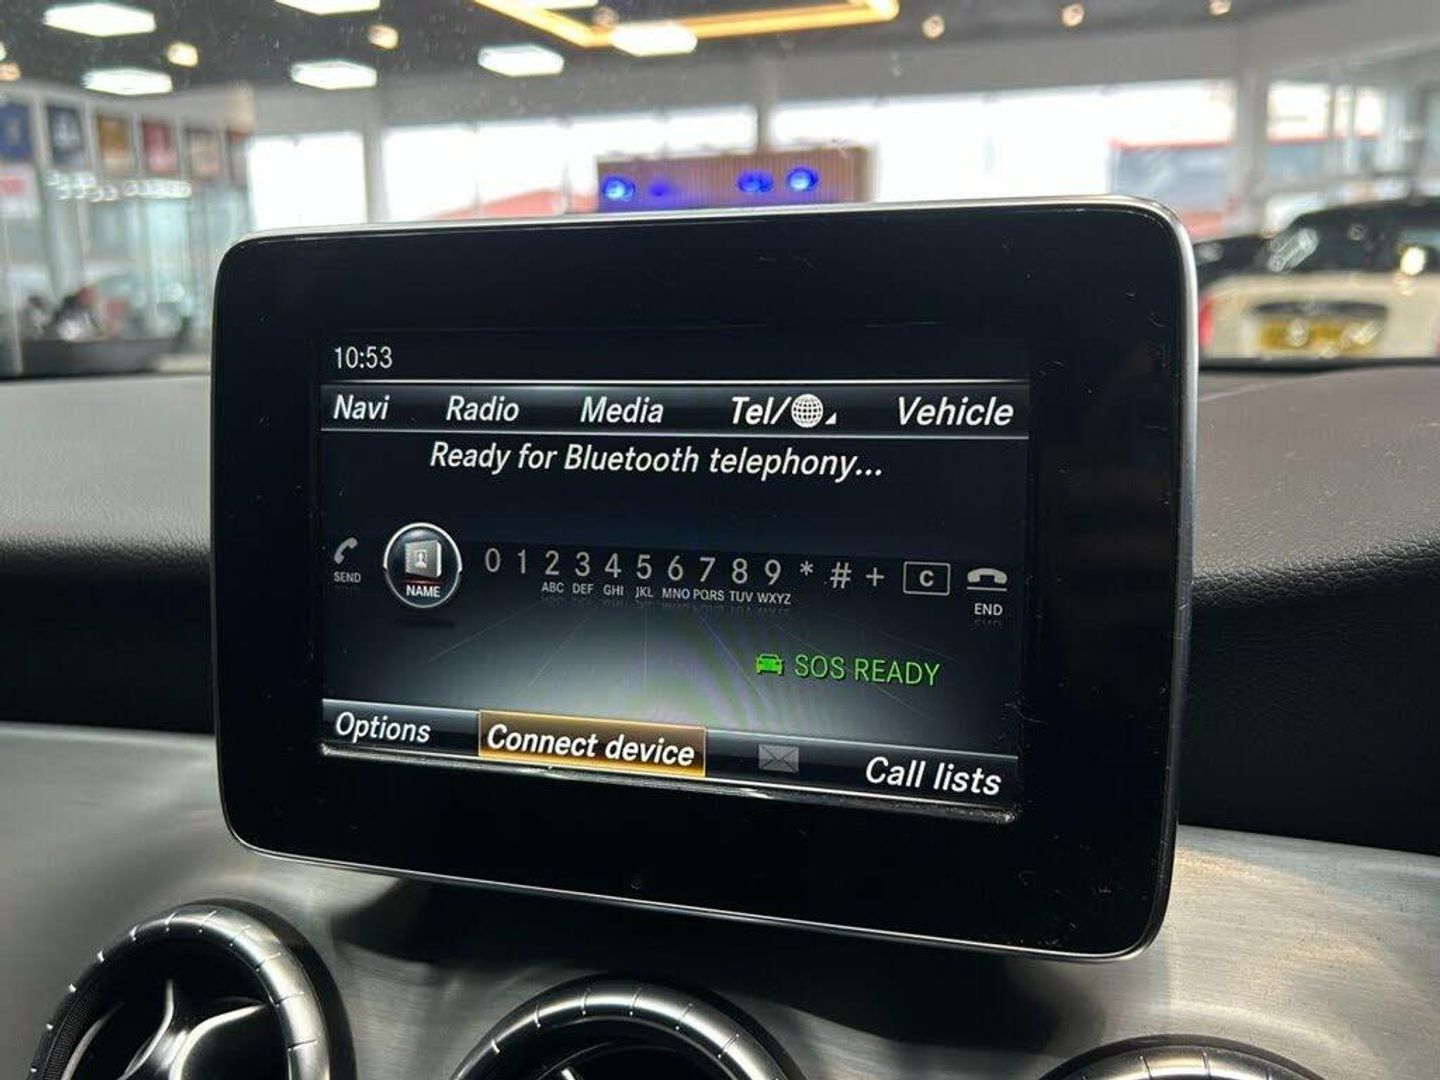 10:53
Navi Radio Media Tel/ Vehicle
Ready for Bluetooth telephony...
0 1 2 3 4 5 6 7 8 9 * # + C
SEND NAME ABC DEF GHI JKL MNO PQRS TUV WXYZ END
SOS READY
Options Connect device Call lists